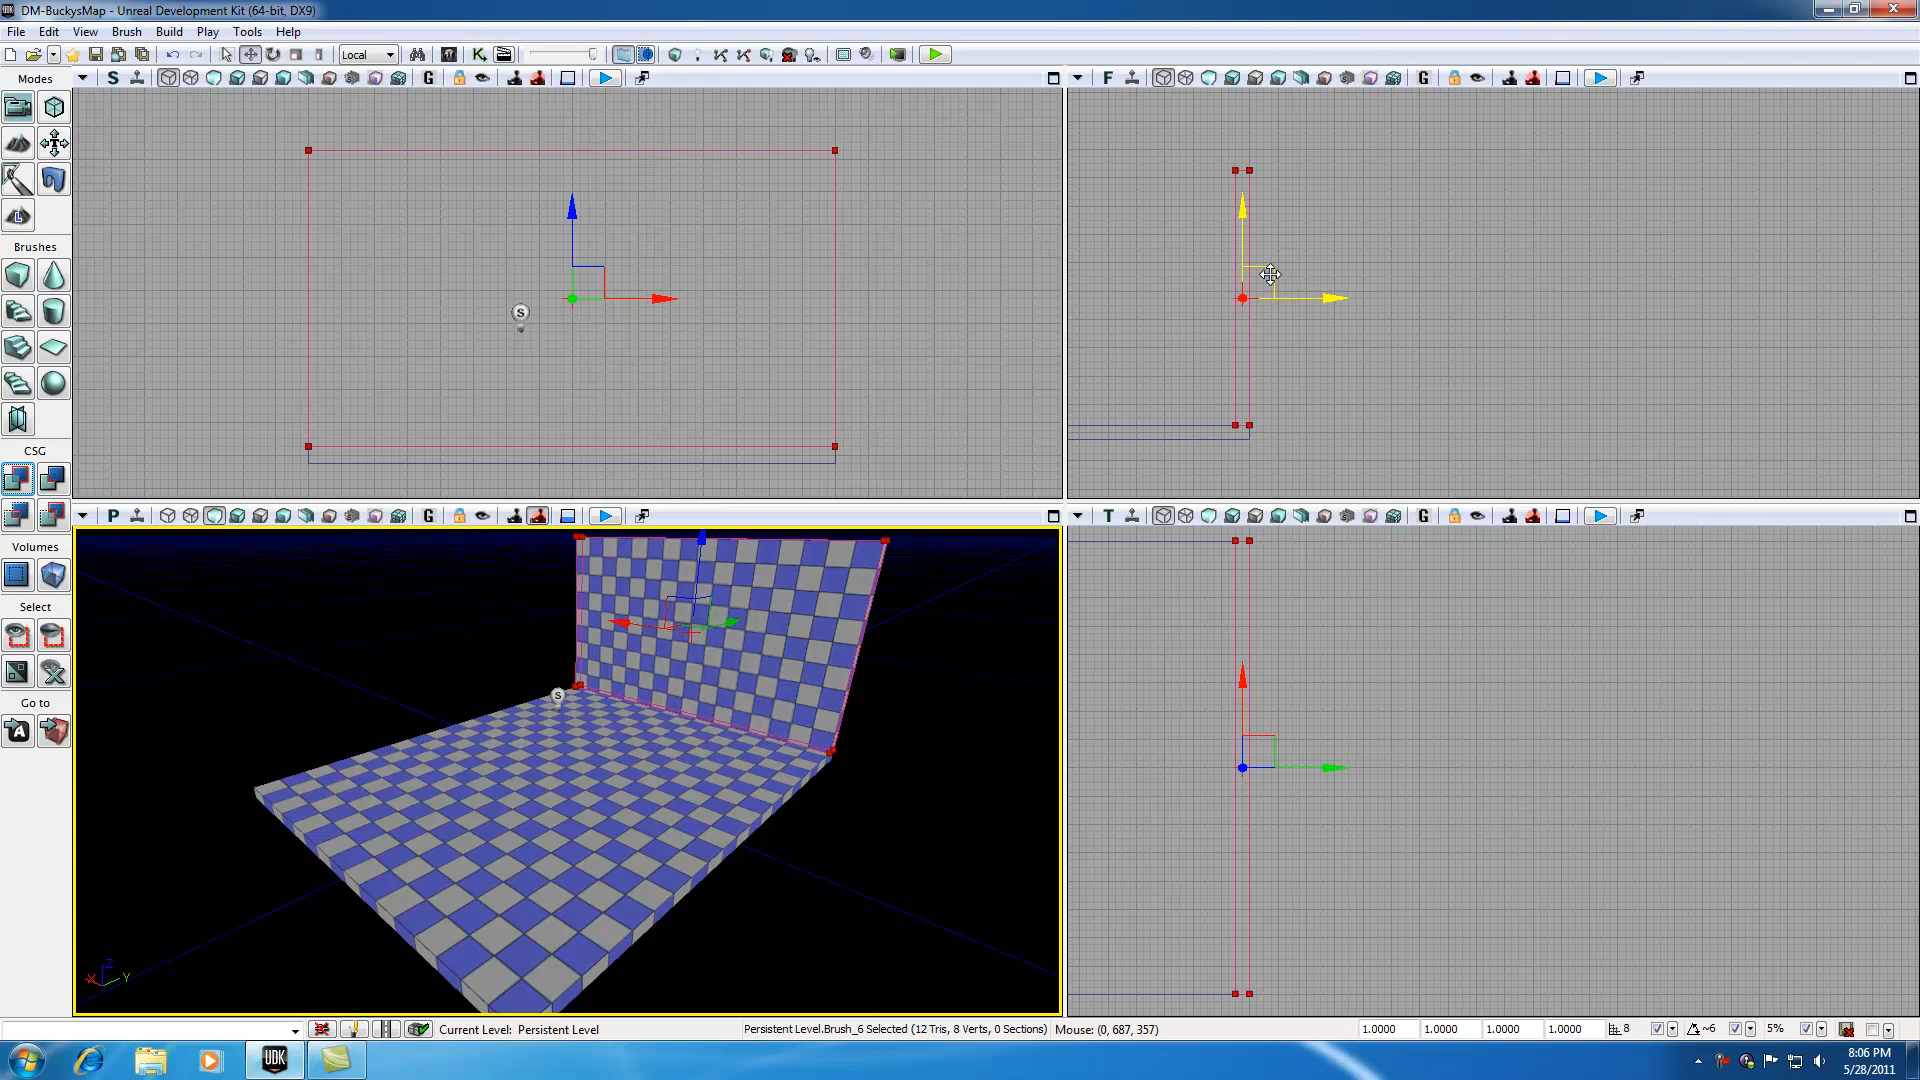 DM-BuckysMap - Unreal Development Kit (64-bit, DX9)
File Edit View Brush Build Play Tools Help
Local
Modes
S
G
F
G
Brushes
CSG
P
G
T
G
Volumes
Select
Go to
S
S
L
A
Z
X
Y
Current Level: Persistent Level
Persistent Level.Brush_6 Selected (12 Tris, 8 Verts, 0 Sections)
Mouse: (0, 687, 357)
1.0000 1.0000 1.0000 1.0000
8
~6
5%
UDK
8:06 PM
5/28/2011